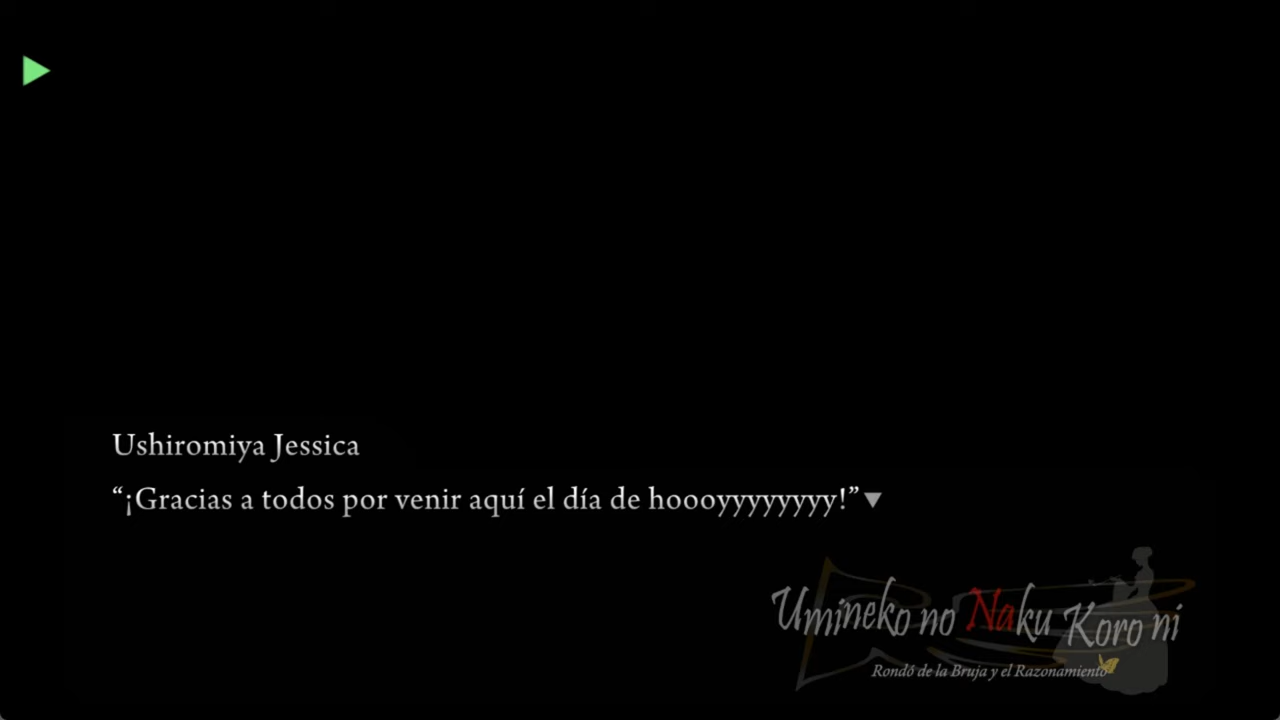 Ushiromiya Jessica
“¡Gracias a todos por venir aquí el día de hoooyyyyyyyy!”
Umineko no Naku Koro ni
Rondó de la Bruja y el Razonamiento